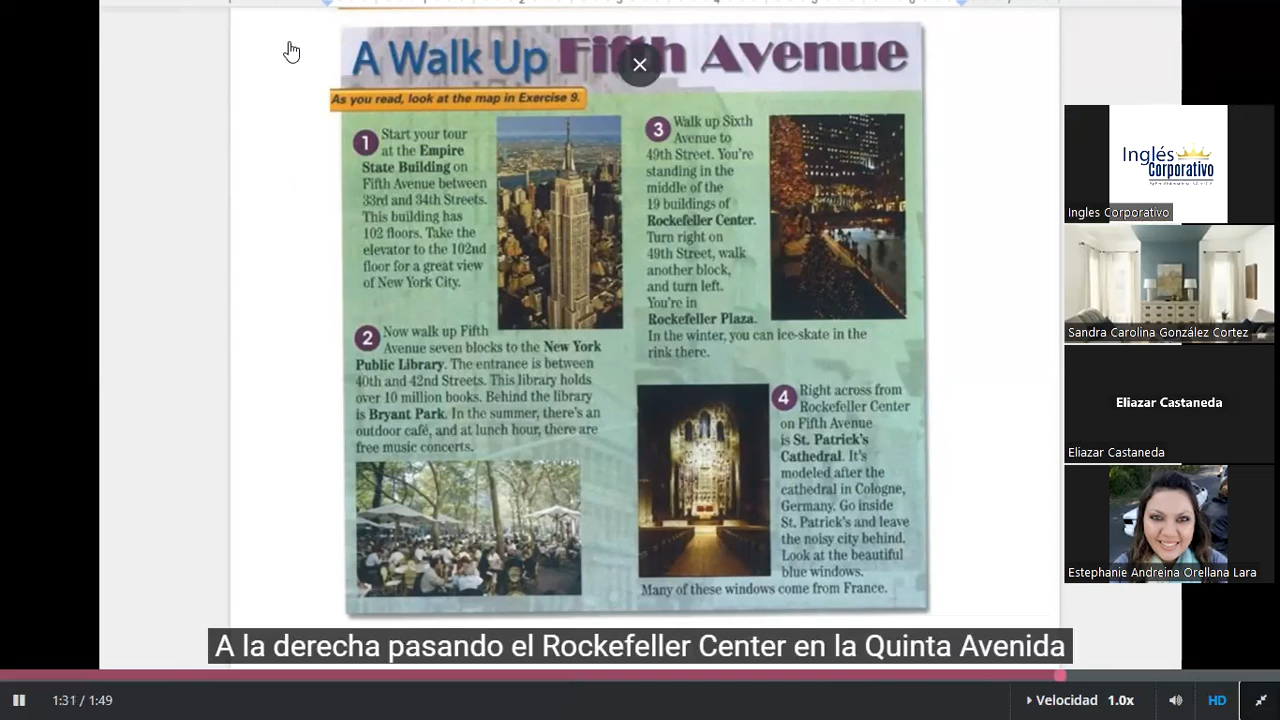 A Walk Up Fifth Avenue
As you read, look at the map in Exercise 9.
1 Start your tour
at the Empire
State Building on
Fifth Avenue between
33rd and 34th Streets.
This building has
102 floors. Take the
elevator to the 102nd
floor for a great view
of New York City.
2 Now walk up Fifth
Avenue seven blocks to the New York
Public Library. The entrance is between
40th and 42nd Streets. This library holds
over 10 million books. Behind the library
is Bryant Park. In the summer, there's an
outdoor café, and at lunch hour, there are
free music concerts.
3 Walk up Sixth
Avenue to
49th Street. You're
standing in the
middle of the
19 buildings of
Rockefeller Center.
Turn right on
49th Street, walk
another block,
and turn left.
You're in
Rockefeller Plaza.
In the winter, you can ice-skate in the
rink there.
4 Right across from
Rockefeller Center
on Fifth Avenue
is St. Patrick's
Cathedral. It's
modeled after the
cathedral in Cologne,
Germany. Go inside
St. Patrick's and leave
the noisy city behind.
Look at the beautiful
blue windows.
Many of these windows come from France.
Inglés
Corporativo
Ingles Corporativo
Sandra Carolina González Cortez
Eliazar Castaneda
Eliazar Castaneda
Estephanie Andreina Orellana Lara
A la derecha pasando el Rockefeller Center en la Quinta Avenida
1:31 / 1:49
Velocidad 1.0x
HD